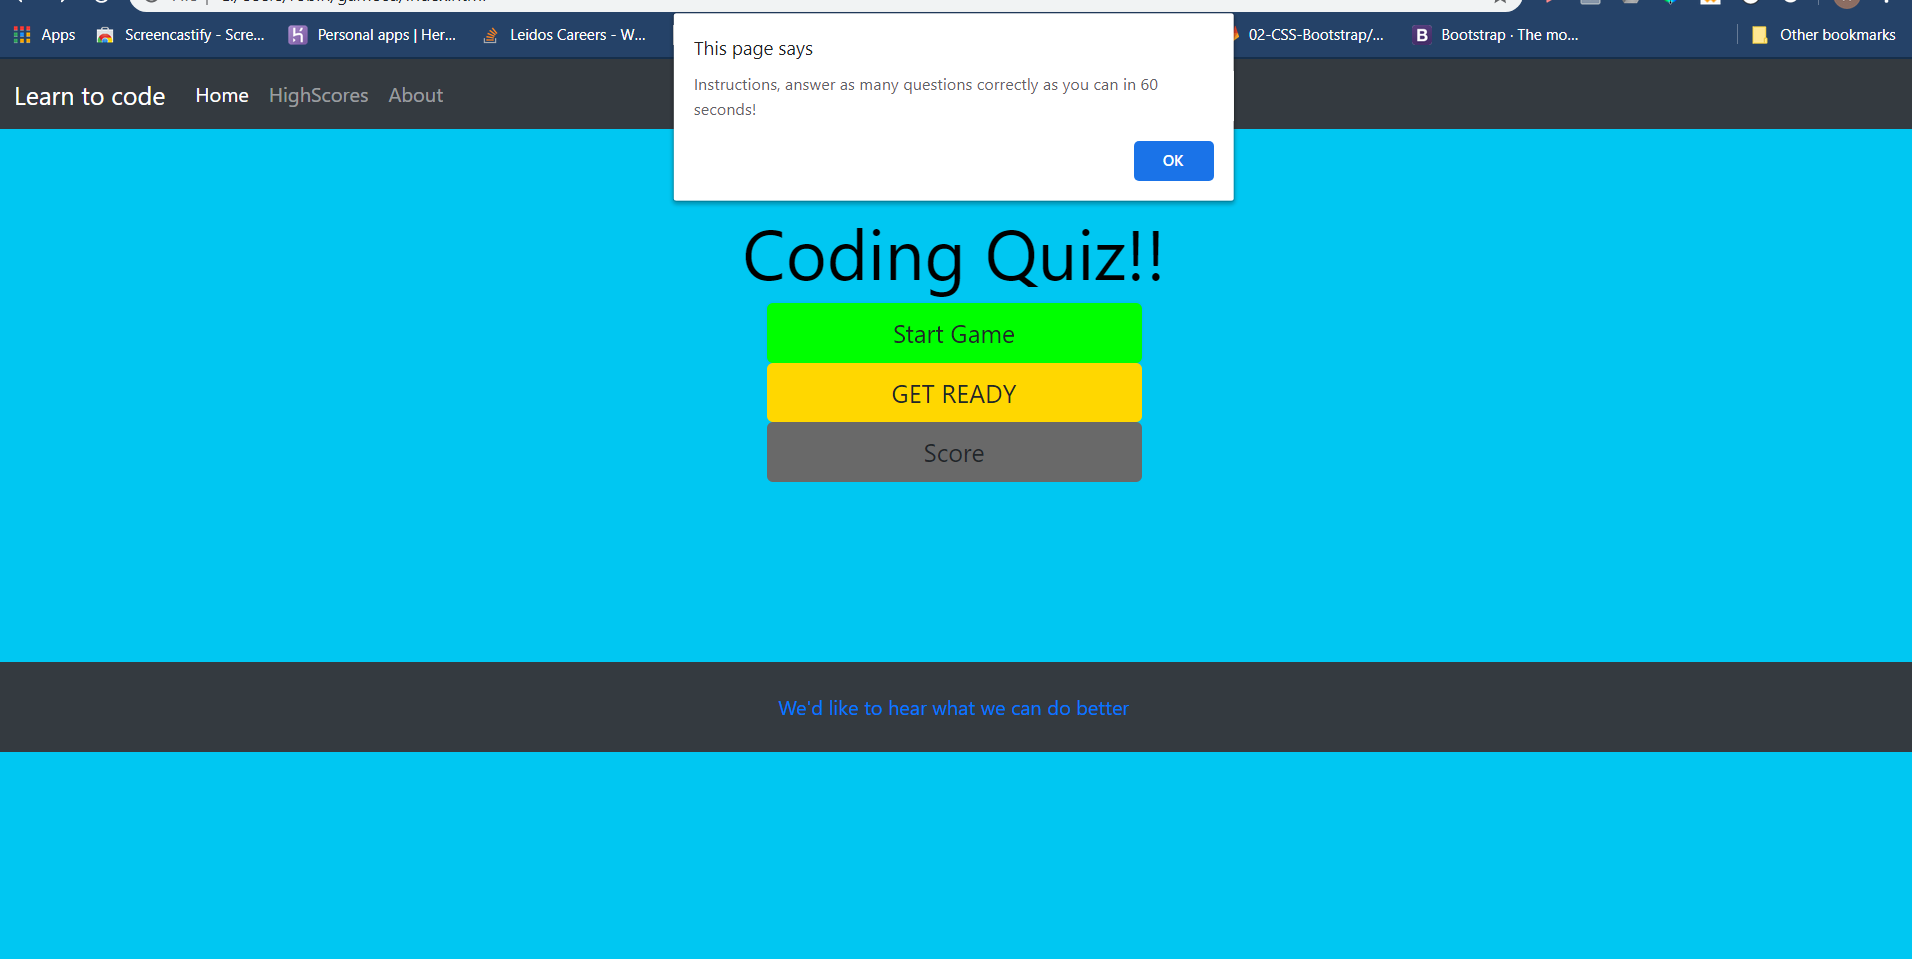 Apps Screencastify - Scre... Personal apps | Her... Leidos Careers - W... 02-CSS-Bootstrap/... B Bootstrap · The mo... Other bookmarks
This page says
Instructions, answer as many questions correctly as you can in 60
seconds!
OK
Learn to code Home HighScores About
Coding Quiz!!
Start Game
GET READY
Score
We'd like to hear what we can do better